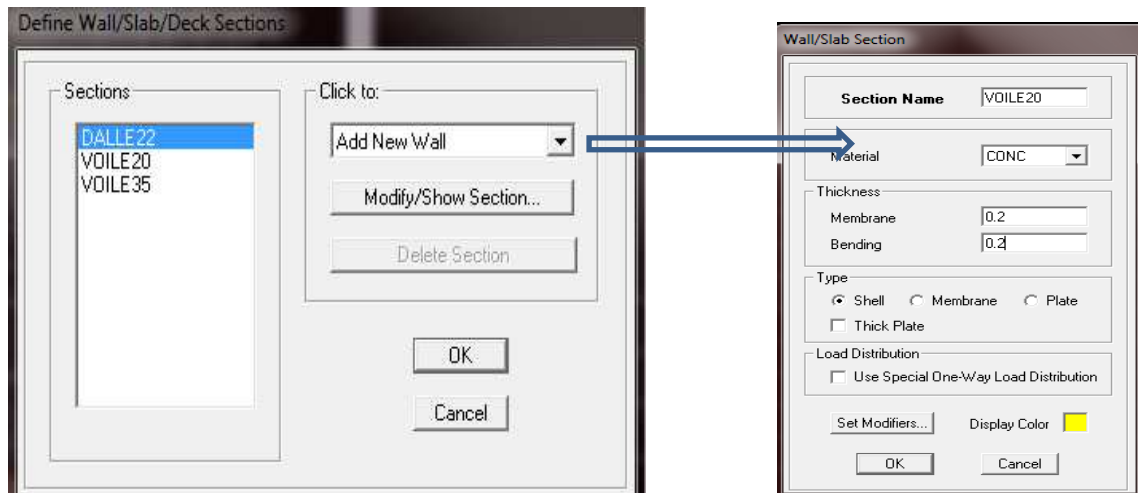 Define Wall/Slab/Deck Sections
Sections
DALLE22
VOILE20
VOILE35
Click to:
Add New Wall
Modify/Show Section...
Delete Section
OK
Cancel
Wall/Slab Section
Section Name VOILE20
Material CONC
Thickness
Membrane 0.2
Bending 0.2
Type
Shell Membrane Plate
Thick Plate
Load Distribution
Use Special One-Way Load Distribution
Set Modifiers... Display Color
OK Cancel